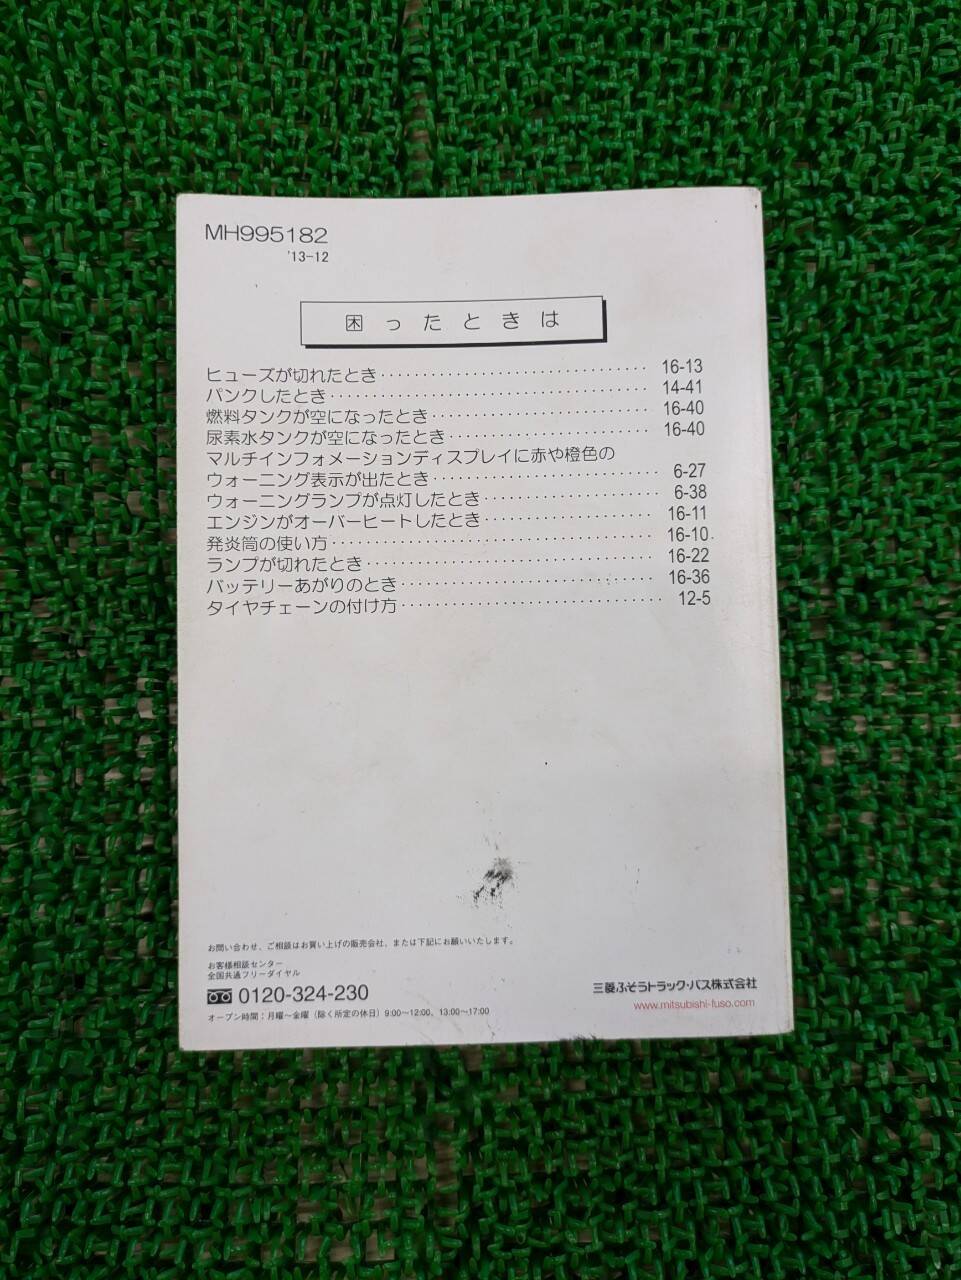 MH995182
'13-12
困ったときは
ヒューズが切れたとき 16-13
パンクしたとき 14-41
燃料タンクが空になったとき 16-40
尿素水タンクが空になったとき 16-40
マルチインフォメーションディスプレイに赤や橙色の
ウォーニング表示が出たとき 6-27
ウォーニングランプが点灯したとき 6-38
エンジンがオーバーヒートしたとき 16-11
発炎筒の使い方 16-10
ランプが切れたとき 16-22
バッテリーあがりのとき 16-36
タイヤチェーンの付け方 12-5
お問い合わせ、ご相談はお買い上げの販売会社、または下記にお願いいたします。
お客様相談センター
全国共通フリーダイヤル
0120-324-230
オープン時間：月曜～金曜（除く所定の休日）9:00～12:00、13:00～17:00
三菱ふそうトラック・バス株式会社
www.mitsubishi-fuso.com